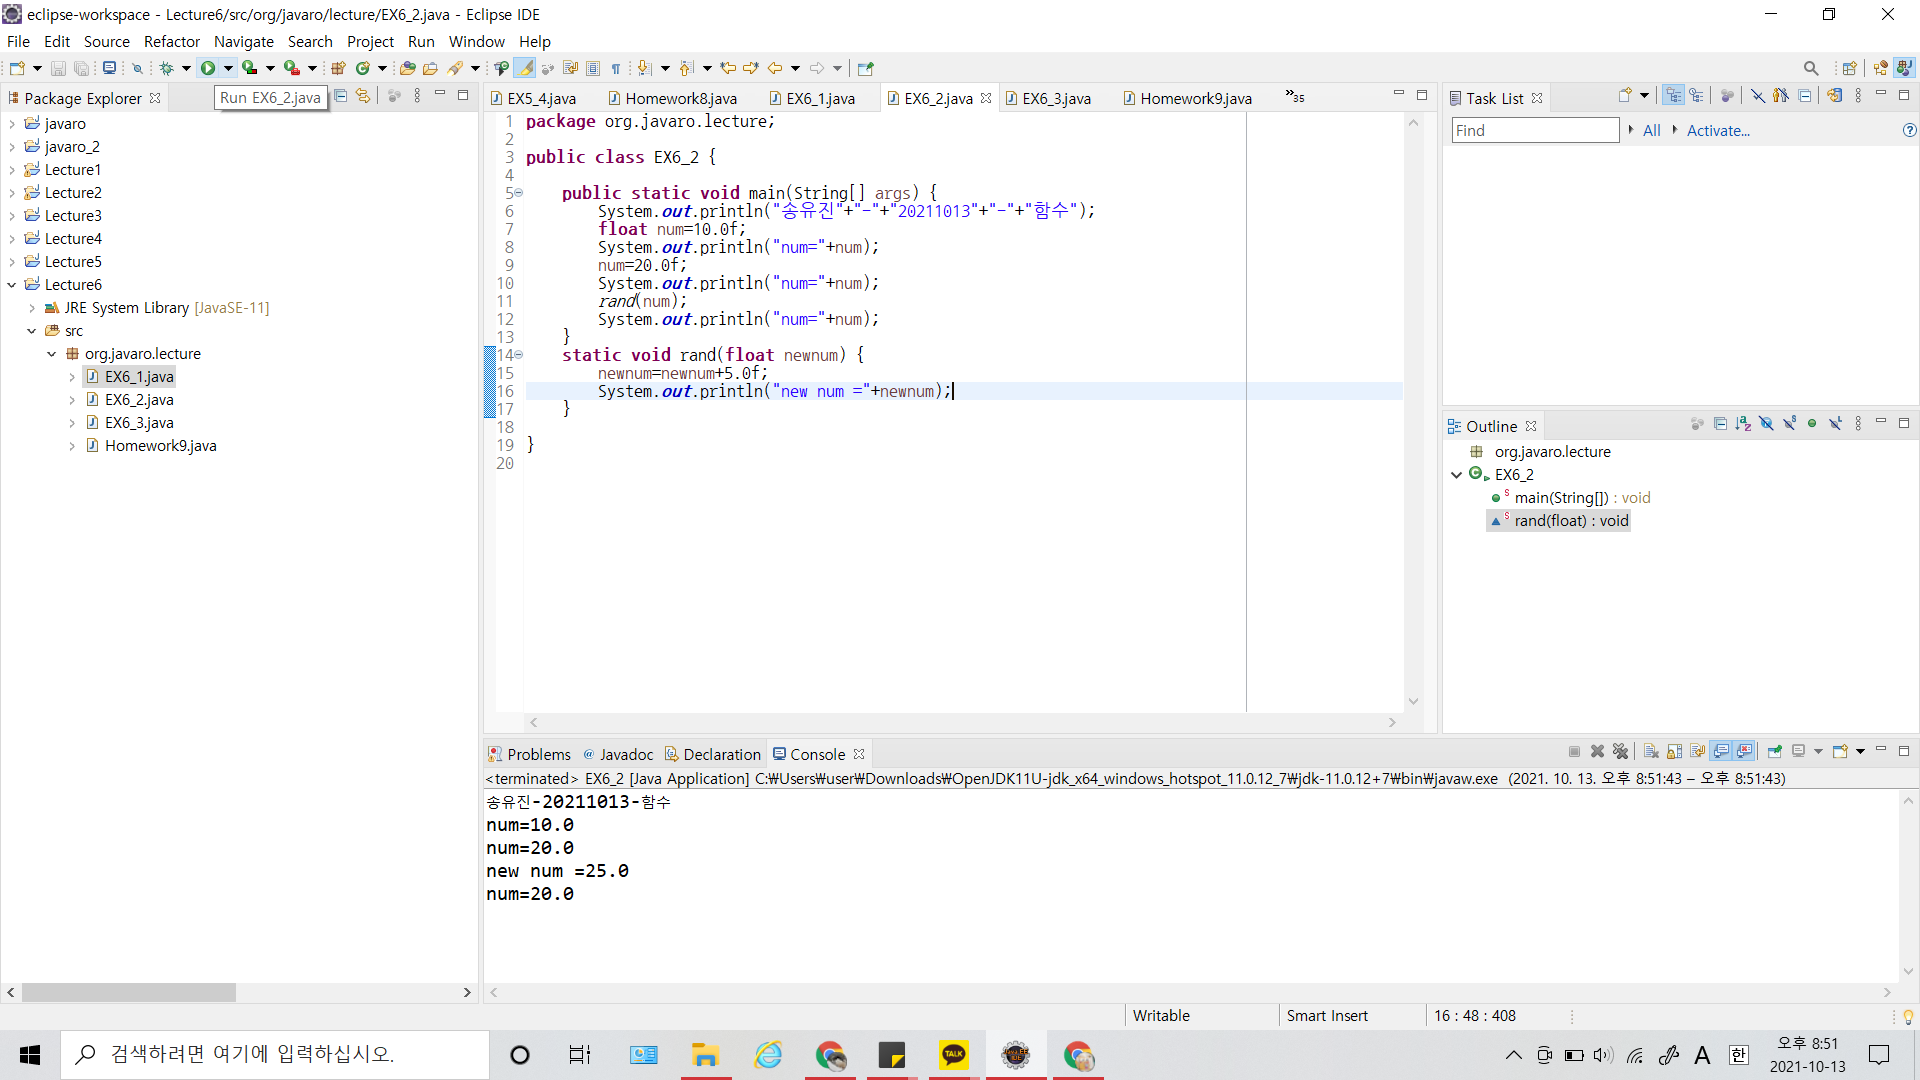 eclipse-workspace - Lecture6/src/org/javaro/lecture/EX6_2.java - Eclipse IDE
File Edit Source Refactor Navigate Search Project Run Window Help
Package Explorer
Run EX6_2.java
javaro
javaro_2
Lecture1
Lecture2
Lecture3
Lecture4
Lecture5
Lecture6
JRE System Library [JavaSE-11]
src
org.javaro.lecture
EX6_1.java
EX6_2.java
EX6_3.java
Homework9.java
EX5_4.java Homework8.java EX6_1.java EX6_2.java EX6_3.java Homework9.java »35
1 package org.javaro.lecture;
2
3 public class EX6_2 {
4
5 public static void main(String[] args) {
6 System.out.println("송유진"+"-"+"20211013"+"-"+"함수");
7 float num=10.0f;
8 System.out.println("num="+num);
9 num=20.0f;
10 System.out.println("num="+num);
11 rand(num);
12 System.out.println("num="+num);
13 }
14 static void rand(float newnum) {
15 newnum=newnum+5.0f;
16 System.out.println("new num ="+newnum);
17 }
18
19 }
20
Task List
Find All Activate...
Outline
org.javaro.lecture
EX6_2
main(String[]) : void
rand(float) : void
Problems Javadoc Declaration Console
<terminated> EX6_2 [Java Application] C:₩Users₩user₩Downloads₩OpenJDK11U-jdk_x64_windows_hotspot_11.0.12_7₩jdk-11.0.12+7₩bin₩javaw.exe (2021. 10. 13. 오후 8:51:43 – 오후 8:51:43)
송유진-20211013-함수
num=10.0
num=20.0
new num =25.0
num=20.0
Writable Smart Insert 16 : 48 : 408
검색하려면 여기에 입력하십시오.
TALK
A 한
오후 8:51
2021-10-13